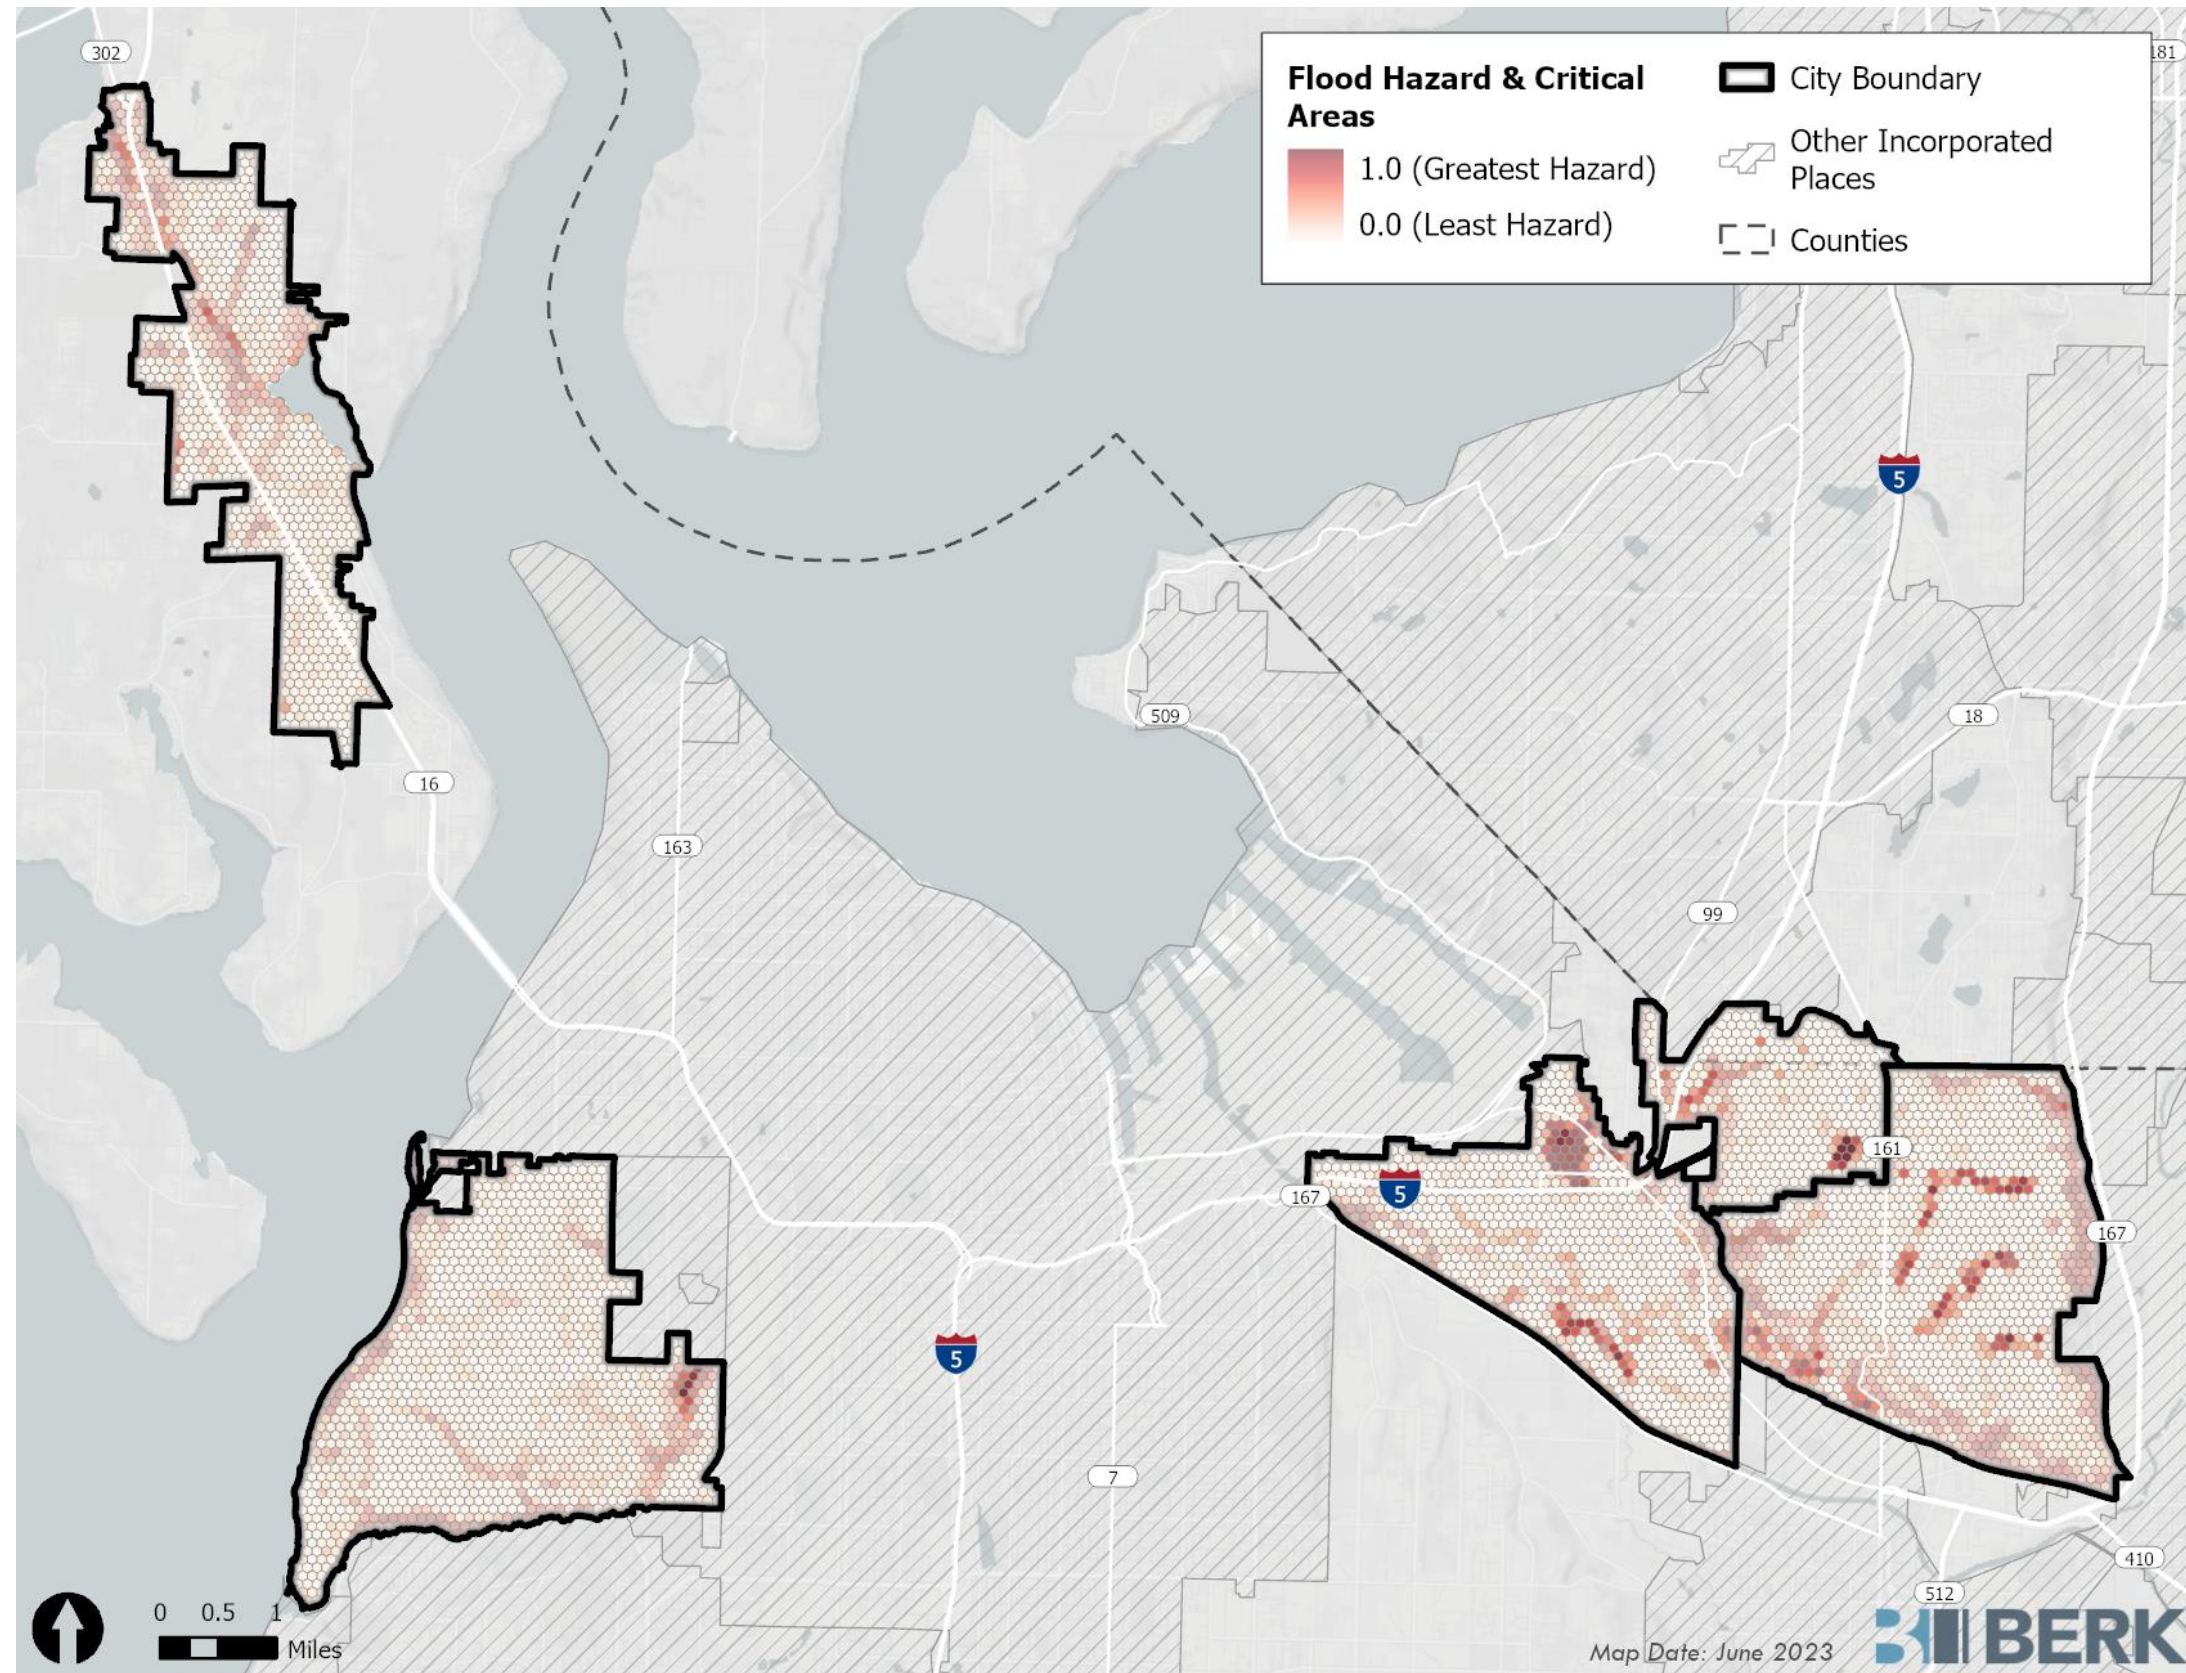 302
Flood Hazard & Critical
Areas
1.0 (Greatest Hazard)
0.0 (Least Hazard)
City Boundary
Other Incorporated
Places
Counties
181
5
509
18
16
163
99
161
5
167
167
5
7
410
512
0 0.5 1
Miles
Map Date: June 2023
BERK